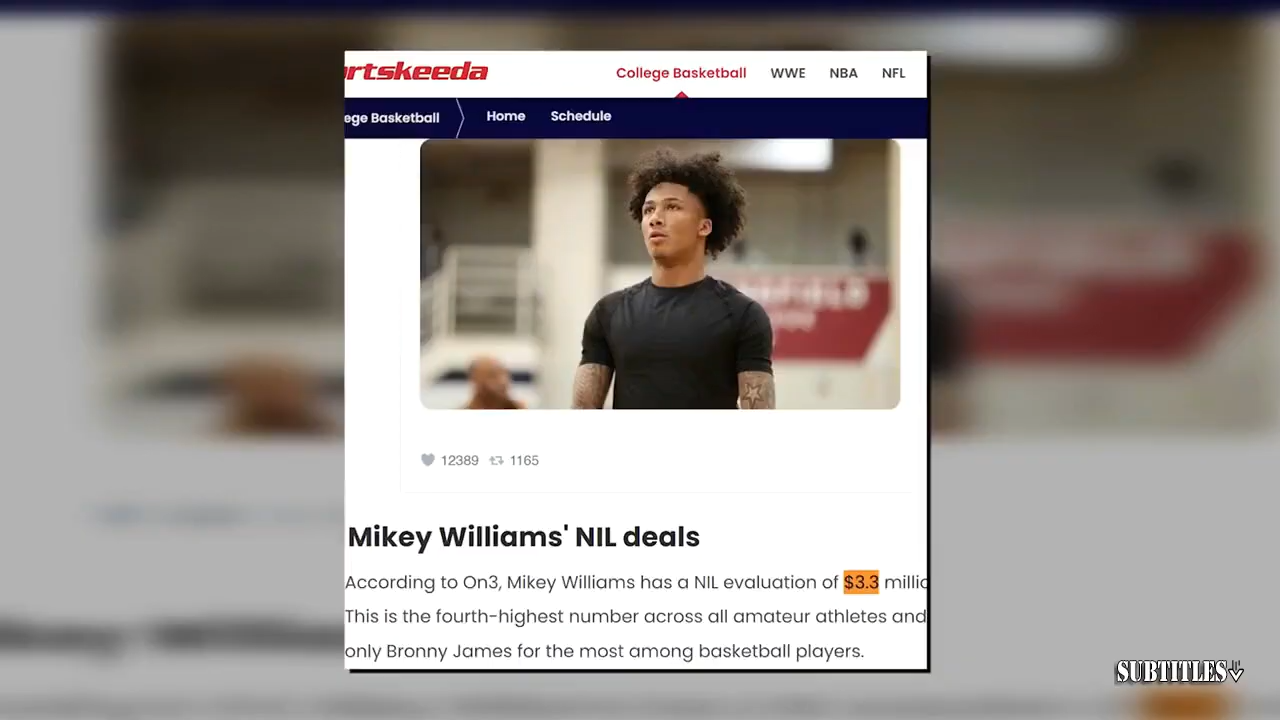 rtskeeda
College Basketball WWE NBA NFL
ege Basketball Home Schedule
12389 1165
Mikey Williams' NIL deals
According to On3, Mikey Williams has a NIL evaluation of $3.3 millio
This is the fourth-highest number across all amateur athletes and
only Bronny James for the most among basketball players.
SUBTITLES